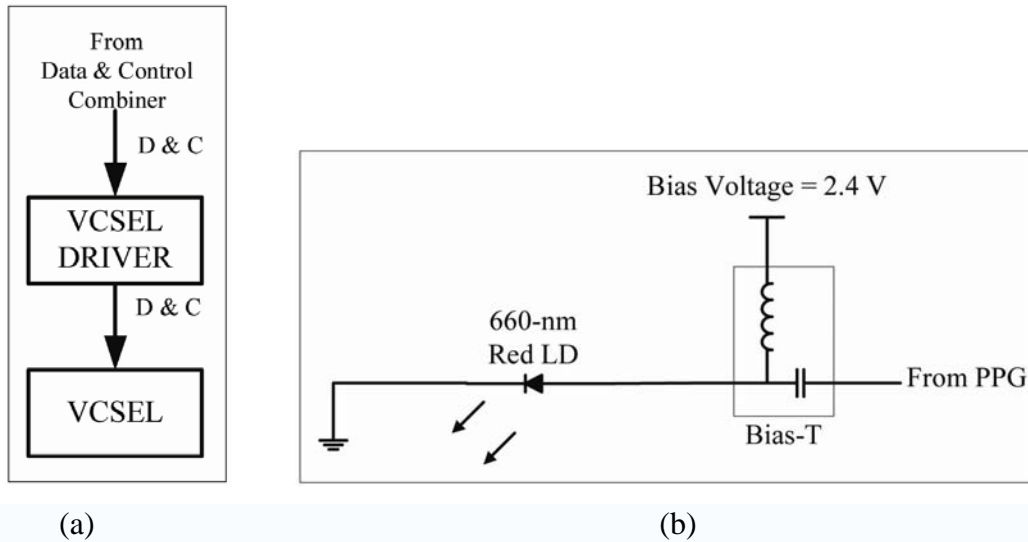 From
Data & Control
Combiner
D & C
VCSEL
DRIVER
D & C
VCSEL
Bias Voltage = 2.4 V
660-nm
Red LD
From PPG
Bias-T
(a)
(b)